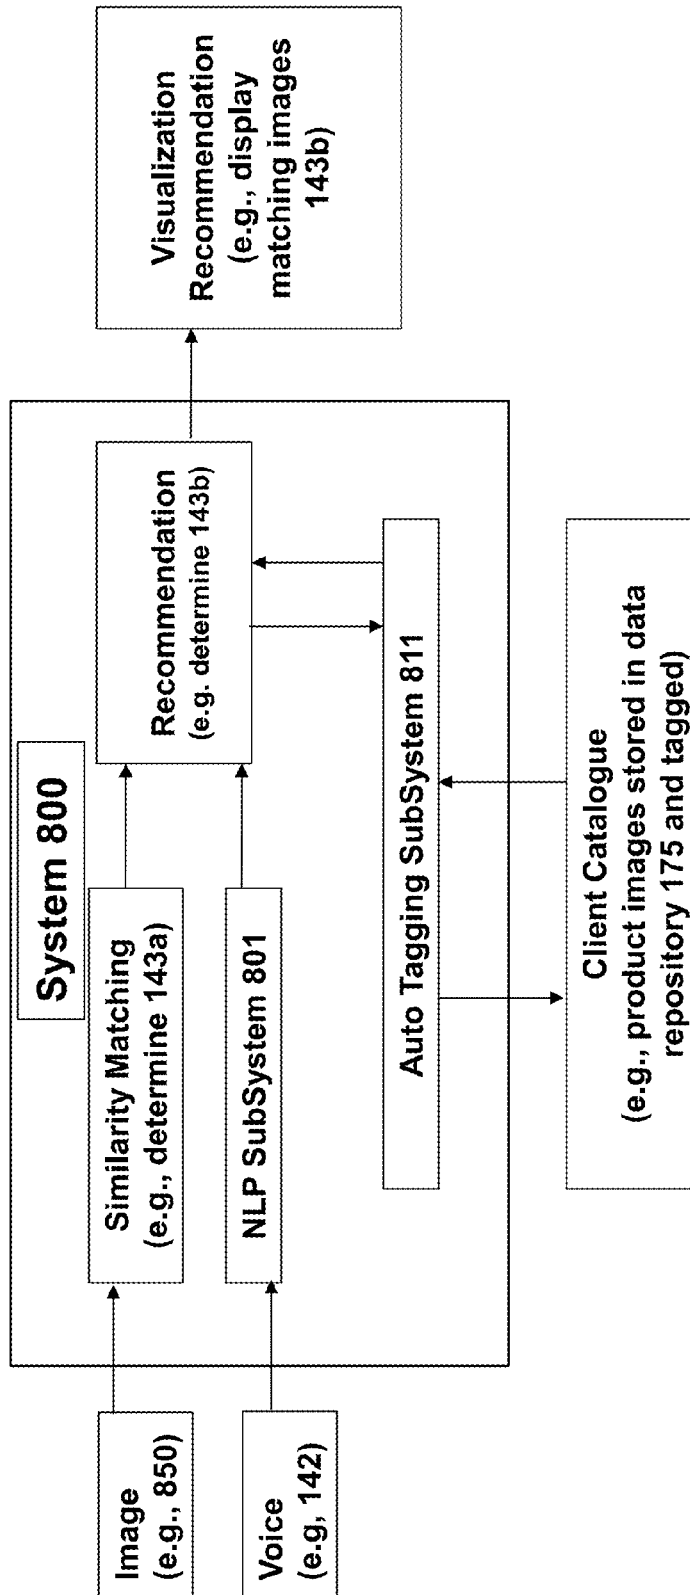 System 800
Image
(e.g., 850)
Voice
(e.g, 142)
Similarity Matching
(e.g., determine 143a)
NLP SubSystem 801
Recommendation
(e.g. determine 143b)
Auto Tagging SubSystem 811
Visualization
Recommendation
(e.g., display
matching images
143b)
Client Catalogue
(e.g., product images stored in data
repository 175 and tagged)